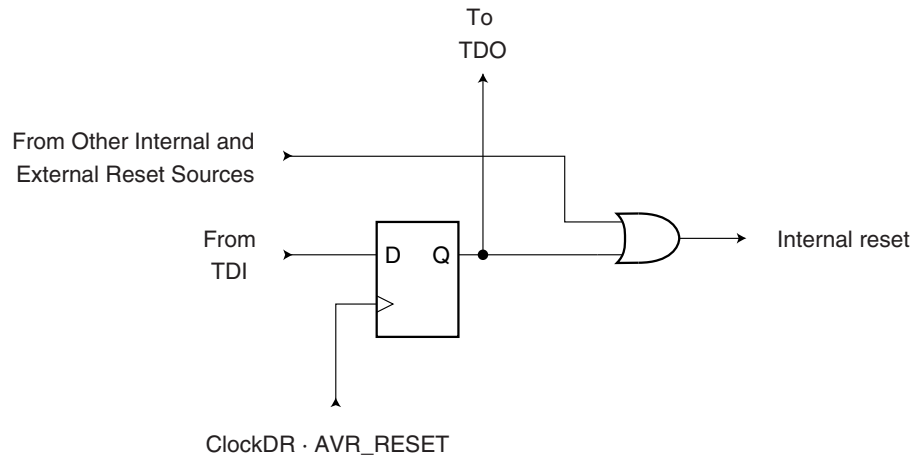 To
TDO
From Other Internal and
External Reset Sources
From
TDI
D Q
Internal reset
ClockDR · AVR_RESET